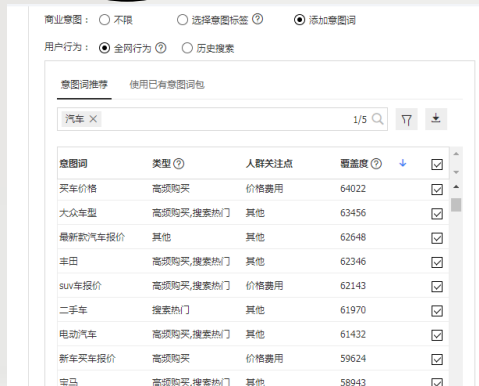 商业意图： 不限 选择意图标签 ? 添加意图词
用户行为： 全网行为 ? 历史搜索
意图词推荐 使用已有意图词包
汽车 × 1/5
意图词 类型 ? 人群关注点 覆盖度 ? ↓
买车价格 高频购买 价格费用 64022
大众车型 高频购买,搜索热门 其他 63456
最新款汽车报价 其他 其他 62648
丰田 高频购买,搜索热门 其他 62346
suv车报价 高频购买,搜索热门 价格费用 62143
二手车 搜索热门 其他 61970
电动汽车 高频购买,搜索热门 其他 61432
新车买车报价 高频购买 价格费用 59624
宝马 高频购买,搜索热门 其他 58943